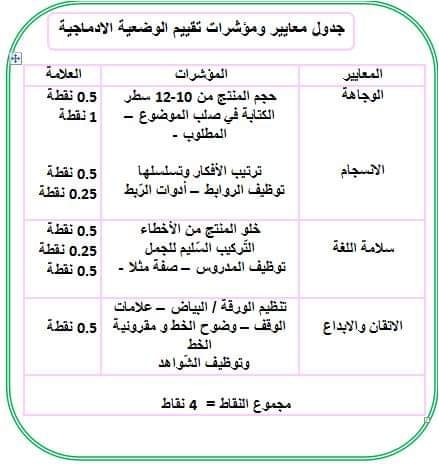 جدول معايير ومؤشرات تقييم الوضعية الادماجية
المعايير المؤشرات العلامة
الوجاهة حجم المنتج من 10-12 سطر 0.5 نقطة
الكتابة في صلب الموضوع – 1 نقطة
المطلوب -
الانسجام ترتيب الأفكار وتسلسلها 0.5 نقطة
توظيف الروابط – أدوات الرّبط 0.25 نقطة
خلو المنتج من الأخطاء 0.5 نقطة
سلامة اللغة التّركيب السّليم للجمل 0.25 نقطة
توظيف المدروس – صفة مثلا - 0.5 نقطة
تنظيم الورقة / البياض – علامات
الاتقان والابداع الوقف – وضوح الخط و مقرونية 0.5 نقطة
الخط
وتوظيف الشّواهد
مجموع النقاط = 4 نقاط